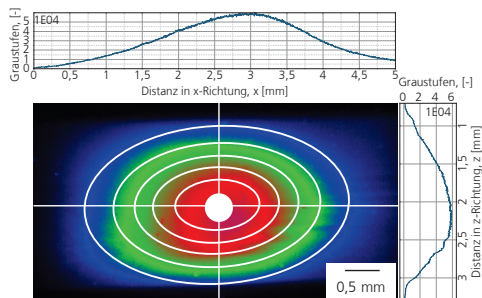 Graustufen, [-]
1E04
5
4
3
2
1
0
0 0,5 1 1,5 2 2,5 3 3,5 4 4,5 5
Distanz in x-Richtung, x [mm]
Graustufen, [-]
0 2 4 6
1E04
1
1,5
2
2,5
3
Distanz z, z [mm]
0,5 mm